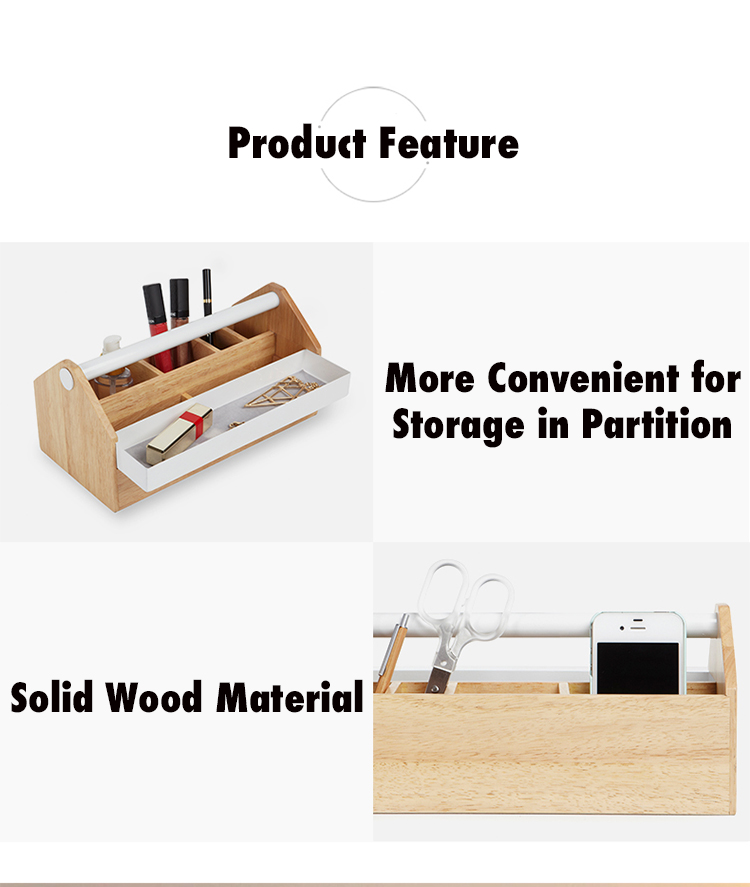 Product Feature
More Convenient for
Storage in Partition
Solid Wood Material